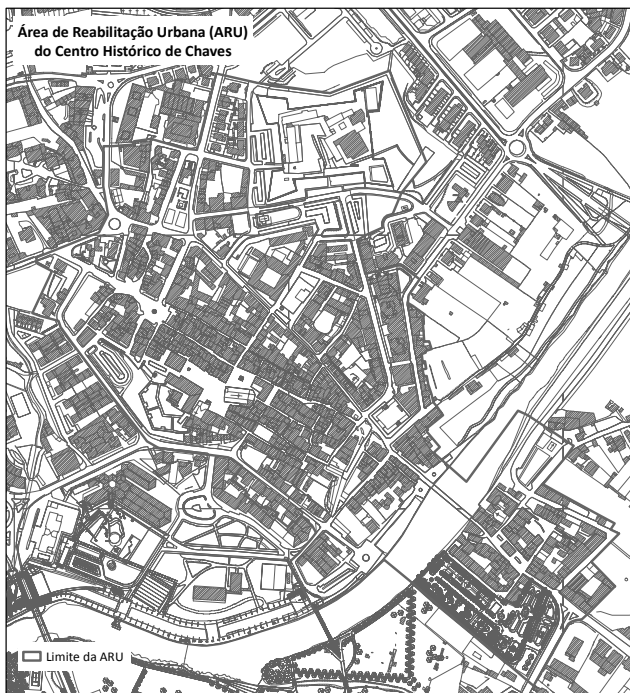 Área de Reabilitação Urbana (ARU)
do Centro Histórico de Chaves
Limite da ARU